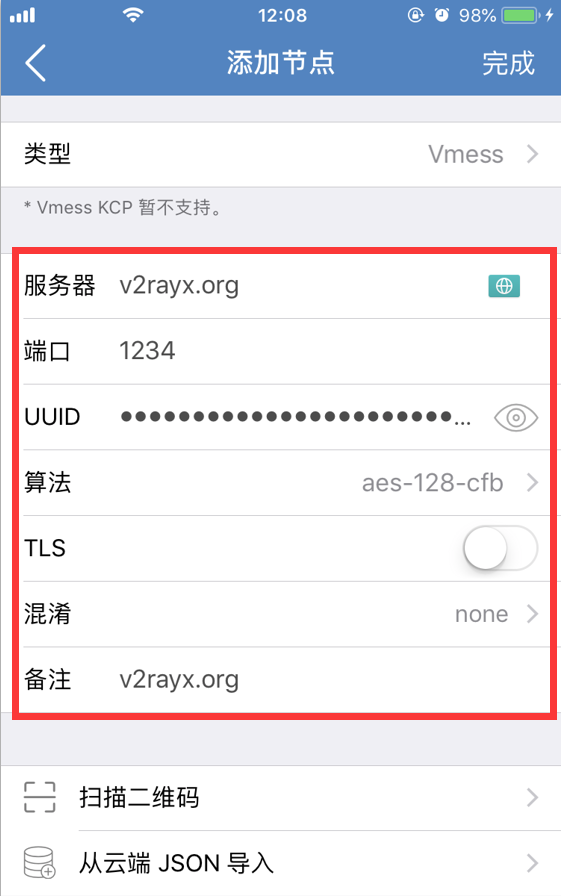 12:08 98%
添加节点 完成
类型 Vmess
* Vmess KCP 暂不支持。
服务器 v2rayx.org
端口 1234
UUID ●●●●●●●●●●●●●●●●●●●●●●●...
算法 aes-128-cfb
TLS
混淆 none
备注 v2rayx.org
扫描二维码
从云端 JSON 导入